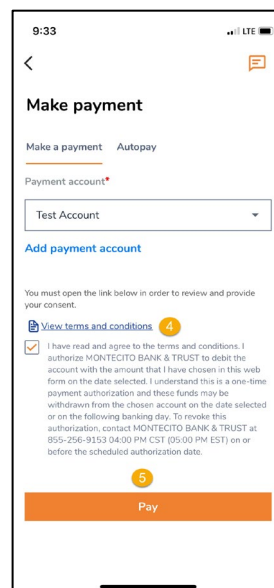 9:33 LTE
Make payment
Make a payment Autopay
Payment account*
Test Account
Add payment account
You must open the link below in order to review and provide
your consent.
View terms and conditions 4
I have read and agree to the terms and conditions. I
authorize MONTECITO BANK & TRUST to debit the
account with the amount that I have chosen in this web
form on the date selected. I understand this is a one-time
payment authorization and these funds may be
withdrawn from the chosen account on the date selected
or on the following banking day. To revoke this
authorization, contact MONTECITO BANK & TRUST at
855-256-9153 04:00 PM CST (05:00 PM EST) on or
before the scheduled authorization date.
5
Pay